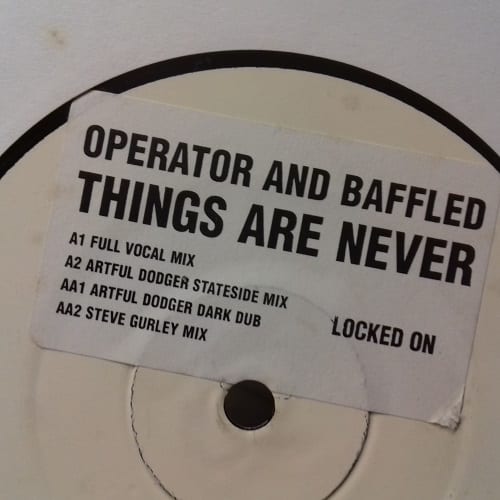 OPERATOR AND BAFFLED
THINGS ARE NEVER
A1 FULL VOCAL MIX
A2 ARTFUL DODGER STATESIDE MIX
AA1 ARTFUL DODGER DARK DUB
AA2 STEVE GURLEY MIX
LOCKED ON